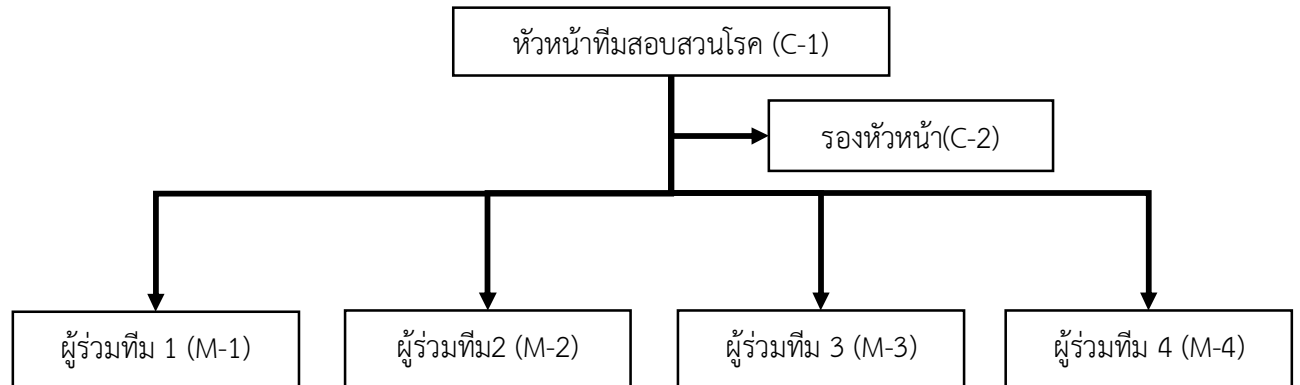 หัวหน้าทีมสอบสวนโรค (C-1)
รองหัวหน้า(C-2)
ผู้ร่วมทีม 1 (M-1)
ผู้ร่วมทีม2 (M-2)
ผู้ร่วมทีม 3 (M-3)
ผู้ร่วมทีม 4 (M-4)